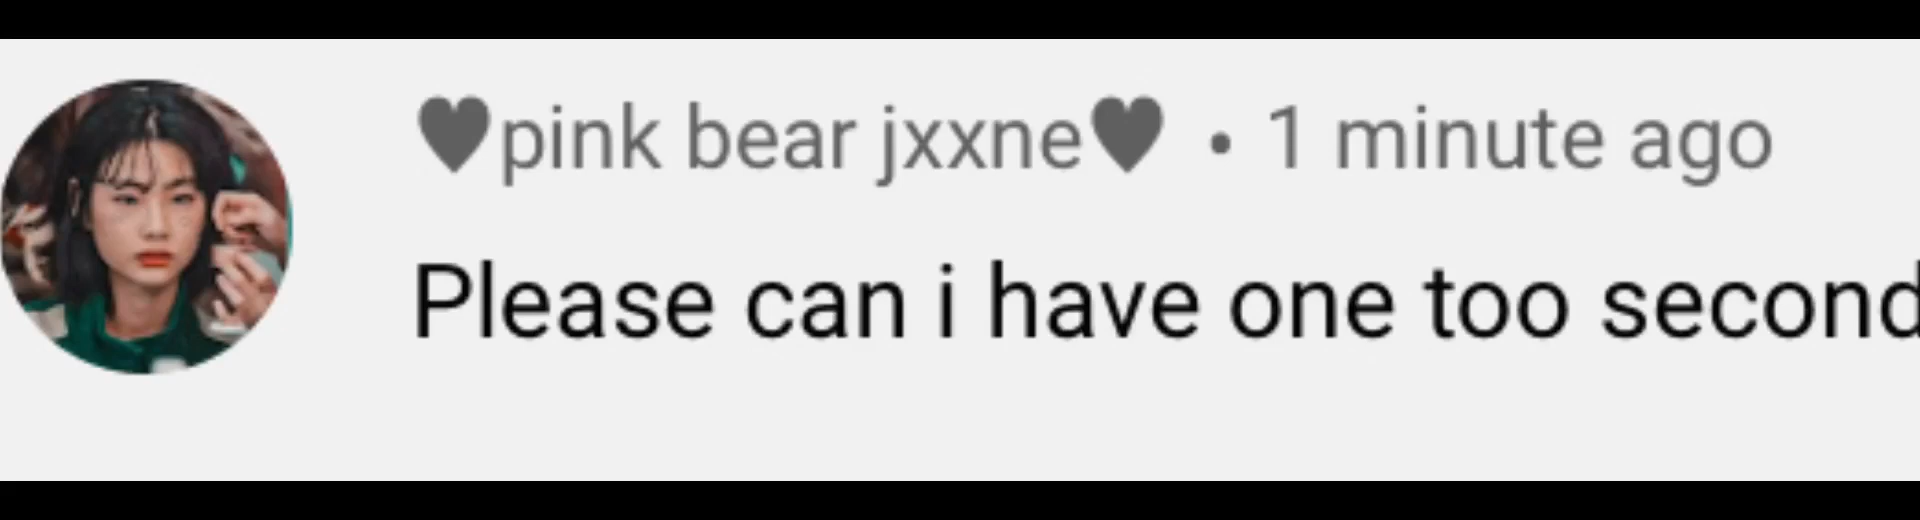 ♥pink bear jxxne♥ • 1 minute ago
Please can i have one too second